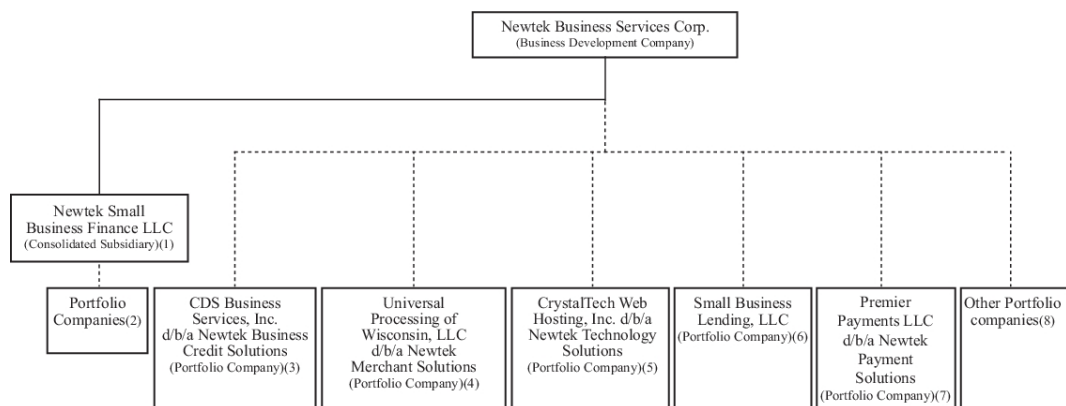 Newtek Business Services Corp.
(Business Development Company)
Newtek Small
Business Finance LLC
(Consolidated Subsidiary)(1)
Portfolio
Companies(2)
CDS Business
Services, Inc.
d/b/a Newtek Business
Credit Solutions
(Portfolio Company)(3)
Universal
Processing of
Wisconsin, LLC
d/b/a Newtek
Merchant Solutions
(Portfolio Company)(4)
CrystalTech Web
Hosting, Inc. d/b/a
Newtek Technology
Solutions
(Portfolio Company)(5)
Small Business
Lending, LLC
(Portfolio Company)(6)
Premier
Payments LLC
d/b/a Newtek
Payment
Solutions
(Portfolio Company)(7)
Other Portfolio
companies(8)